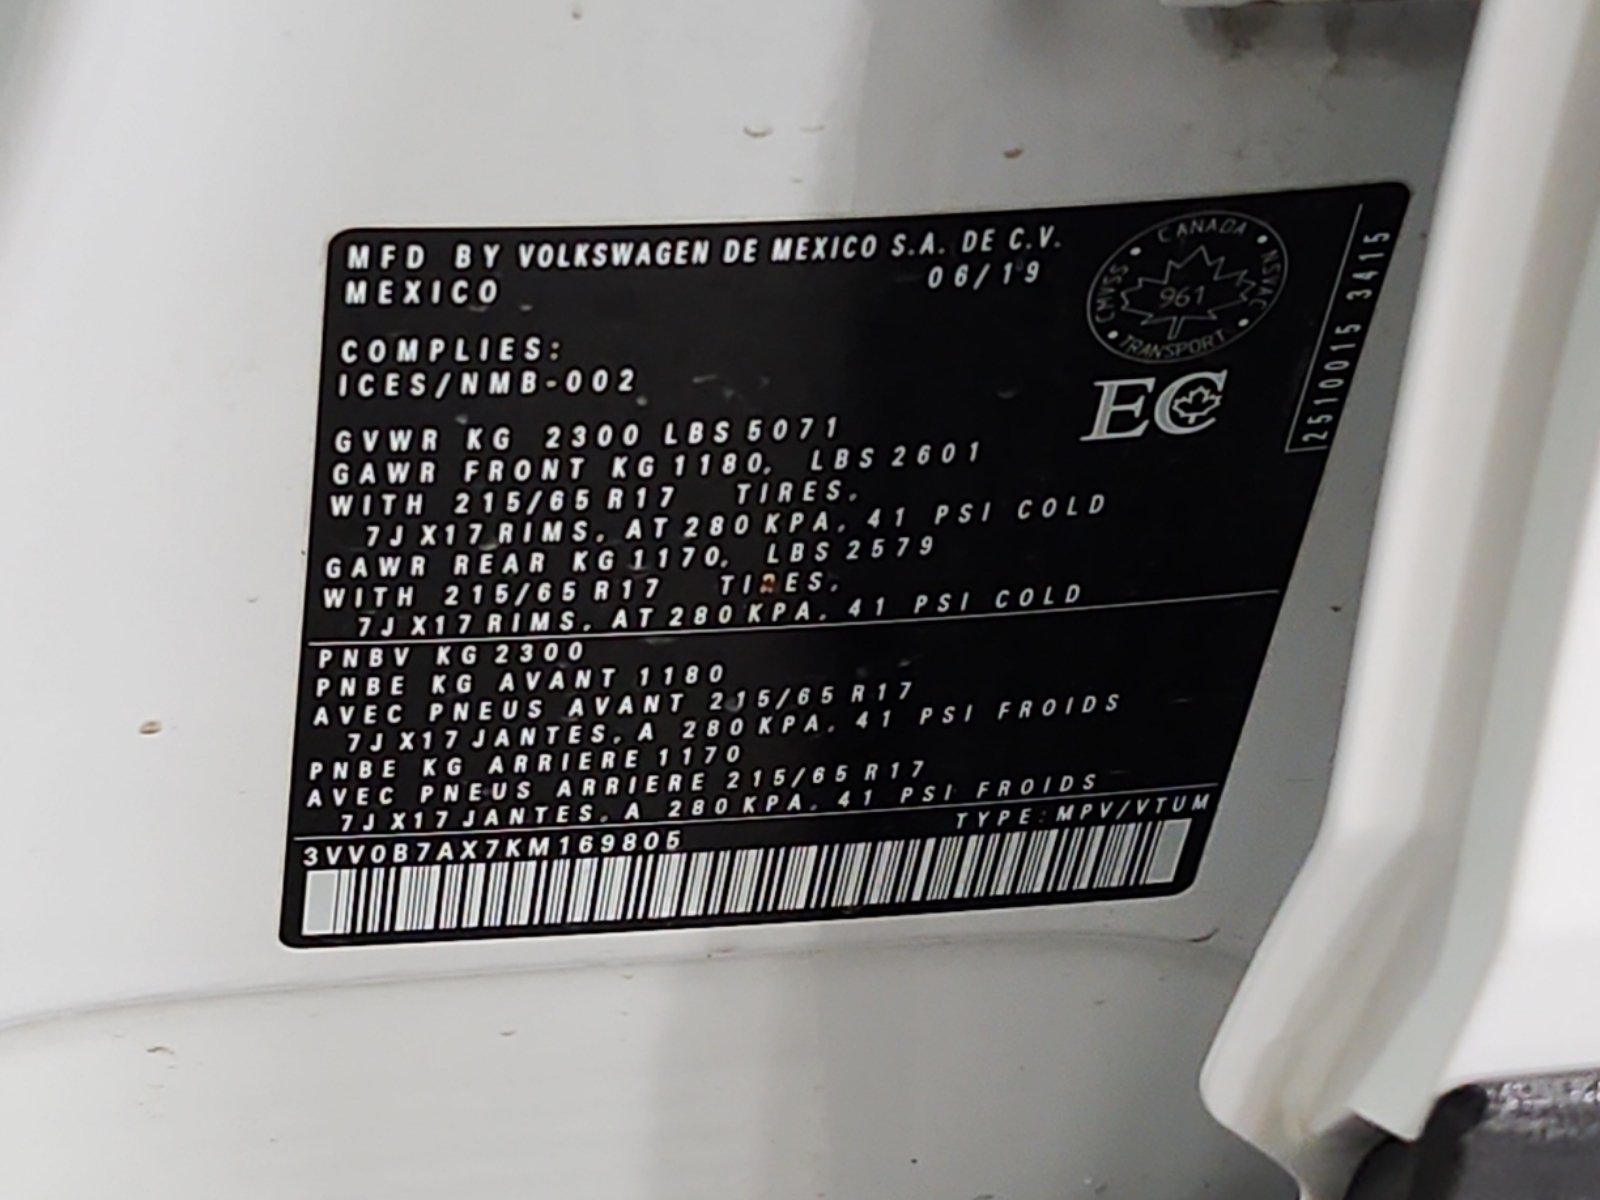 MFD BY VOLKSWAGEN DE MEXICO S.A. DE C.V.
MEXICO 06/19
CANADA
CMVSS 961 NSVAC
TRANSPORT
EC
2510015 3415
COMPLIES:
ICES/NMB-002
GVWR KG 2300 LBS 5071
GAWR FRONT KG 1180, LBS 2601
WITH 215/65 R17 TIRES,
7J X17 RIMS, AT 280 KPA, 41 PSI COLD
GAWR REAR KG 1170, LBS 2579
WITH 215/65 R17 TIRES,
7J X17 RIMS, AT 280 KPA, 41 PSI COLD
PNBV KG 2300
PNBE KG AVANT 1180
AVEC PNEUS AVANT 215/65 R17
7J X17 JANTES, A 280 KPA, 41 PSI FROIDS
PNBE KG ARRIERE 1170
AVEC PNEUS ARRIERE 215/65 R17
7J X17 JANTES, A 280 KPA, 41 PSI FROIDS
3VV0B7AX7KM169805 TYPE: MPV/VTUM